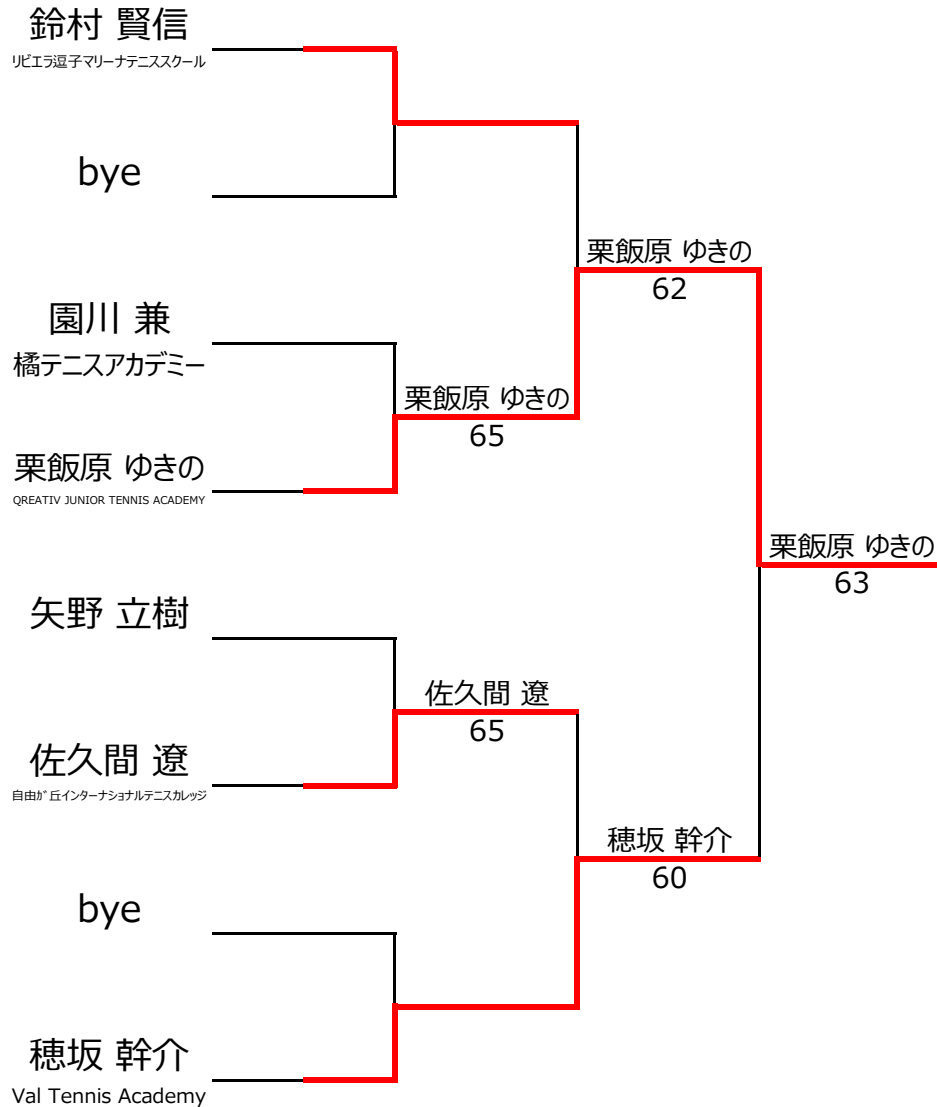 鈴村 賢信
リビエラ逗子マリーナテニススクール
bye
栗飯原 ゆきの
62
園川 兼
橘テニスアカデミー
栗飯原 ゆきの
65
栗飯原 ゆきの
QREATIV JUNIOR TENNIS ACADEMY
栗飯原 ゆきの
63
矢野 立樹
佐久間 遼
65
佐久間 遼
自由が丘インターナショナルテニスカレッジ
穂坂 幹介
60
bye
穂坂 幹介
Val Tennis Academy